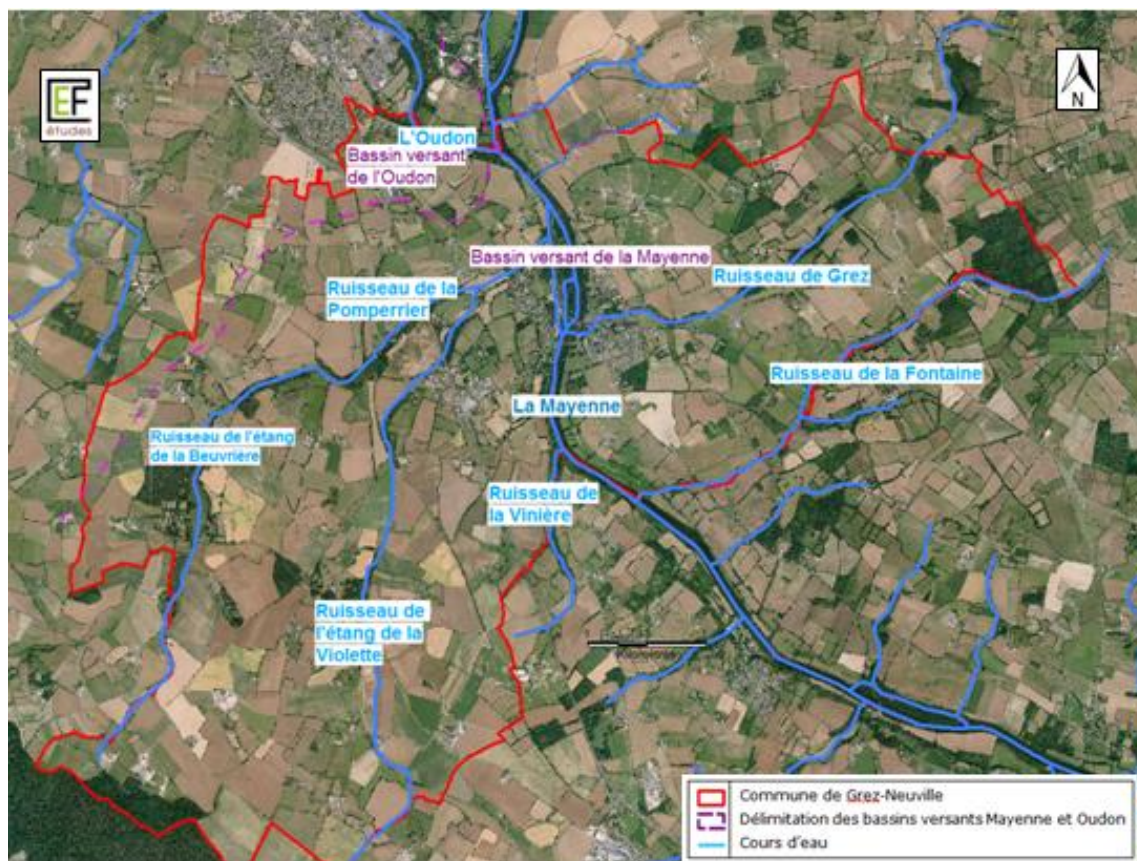 EF
études
N
L'Oudon
Bassin versant
de l'Oudon
Bassin versant de la Mayenne
Ruisseau de la
Pomperrier
Ruisseau de Grez
Ruisseau de la Fontaine
La Mayenne
Ruisseau de l'étang
de la Beuvrière
Ruisseau de
la Vinière
Ruisseau de
l'étang de la
Violette
Commune de Grez-Neuville
Délimitation des bassins versants Mayenne et Oudon
Cours d'eau